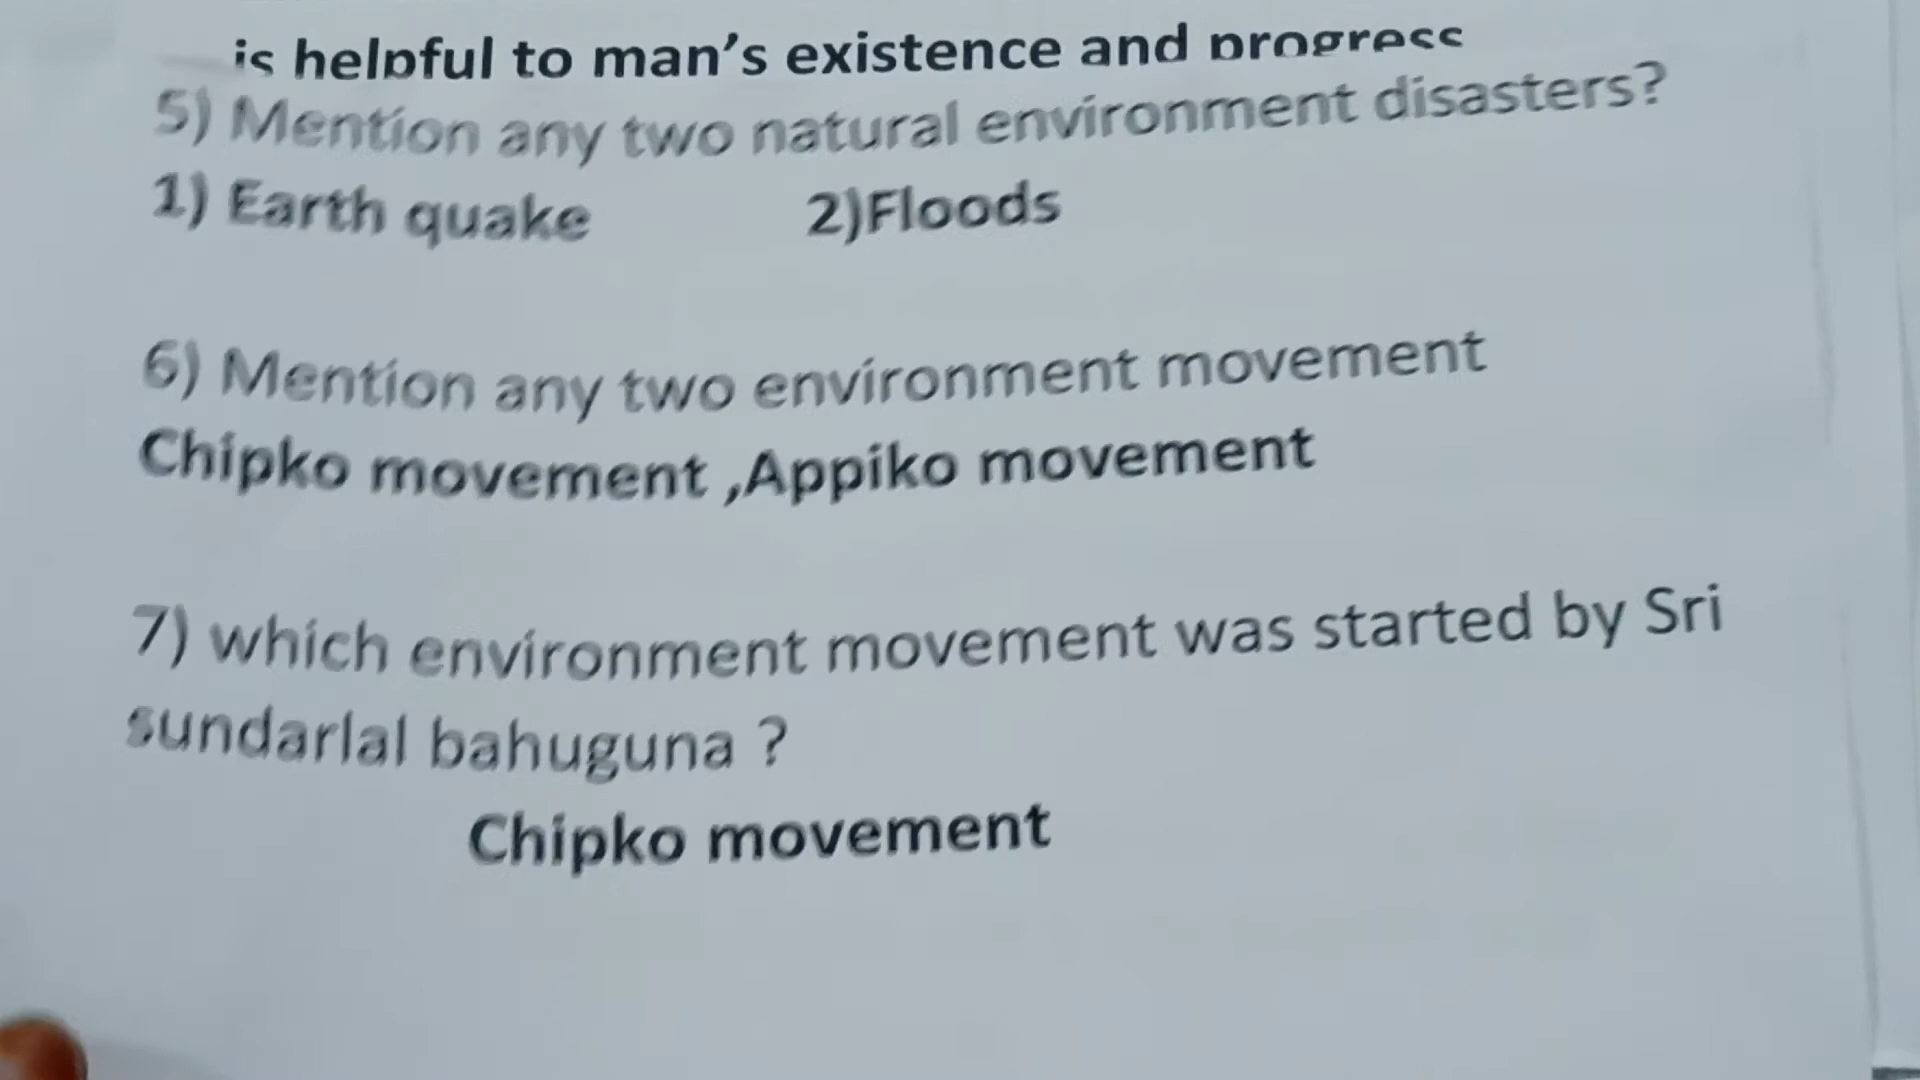 is helpful to man's existence and progress
5) Mention any two natural environment disasters?
1) Earth quake 2)Floods
6) Mention any two environment movement
Chipko movement ,Appiko movement
7) which environment movement was started by Sri
sundarlal bahuguna ?
Chipko movement